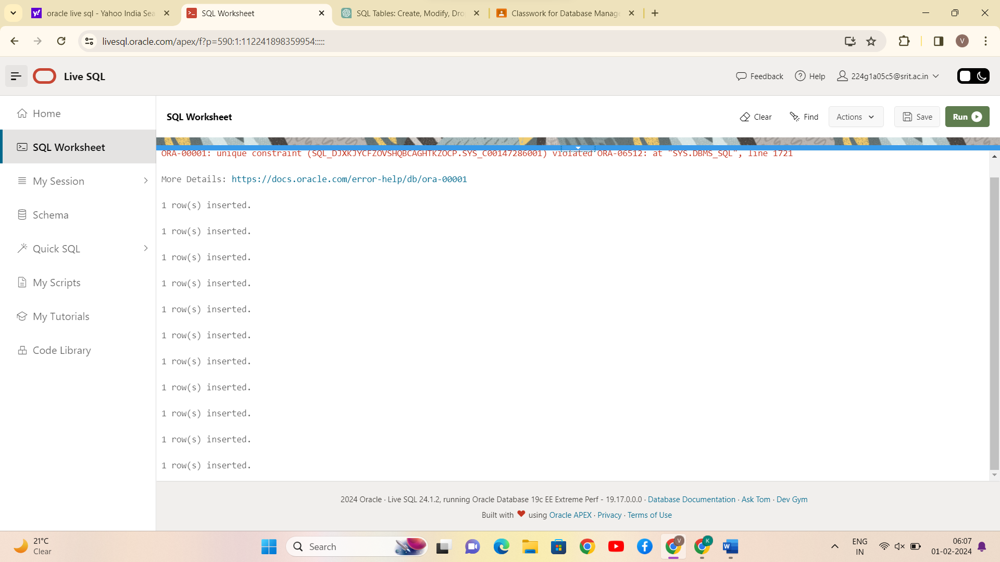 oracle live sql - Yahoo India Sea
SQL Worksheet
SQL Tables: Create, Modify, Dro
Classwork for Database Manage
livesql.oracle.com/apex/f?p=590:1:112241898359954:::::
V
Live SQL
Feedback
Help
224g1a05c5@srit.ac.in
Home
SQL Worksheet
My Session
Schema
Quick SQL
My Scripts
My Tutorials
Code Library
SQL Worksheet
Clear
Find
Actions
Save
Run
ORA-00001: unique constraint (SQL_DJXKJYCFZOVSHQBCAGHTKZOCP.SYS_C00147286001) violated ORA-06512: at "SYS.DBMS_SQL", line 1721
More Details: https://docs.oracle.com/error-help/db/ora-00001
1 row(s) inserted.
1 row(s) inserted.
1 row(s) inserted.
1 row(s) inserted.
1 row(s) inserted.
1 row(s) inserted.
1 row(s) inserted.
1 row(s) inserted.
1 row(s) inserted.
1 row(s) inserted.
1 row(s) inserted.
2024 Oracle · Live SQL 24.1.2, running Oracle Database 19c EE Extreme Perf - 19.17.0.0.0 · Database Documentation · Ask Tom · Dev Gym
Built with ❤ using Oracle APEX · Privacy · Terms of Use
21°C
Clear
Search
V
K
ENG
IN
06:07
01-02-2024